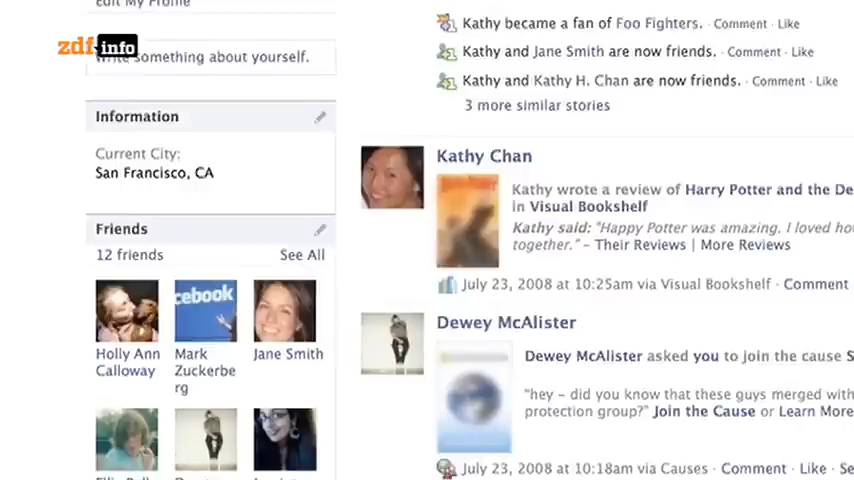 Edit My Profile
zdf info
Write something about yourself.
Information
Current City:
San Francisco, CA
Friends
12 friends See All
cebook
Holly Ann Calloway
Mark Zuckerbe rg
Jane Smith
Kathy became a fan of Foo Fighters. · Comment · Like
Kathy and Jane Smith are now friends. · Comment · Like
Kathy and Kathy H. Chan are now friends. · Comment · Like
3 more similar stories
Kathy Chan
Kathy wrote a review of Harry Potter and the De
in Visual Bookshelf
Kathy said: "Happy Potter was amazing. I loved ho
together." – Their Reviews | More Reviews
July 23, 2008 at 10:25am via Visual Bookshelf · Comment
Dewey McAlister
Dewey McAlister asked you to join the cause S
"hey – did you know that these guys merged with
protection group?" Join the Cause or Learn More
July 23, 2008 at 10:18am via Causes · Comment · Like · Se